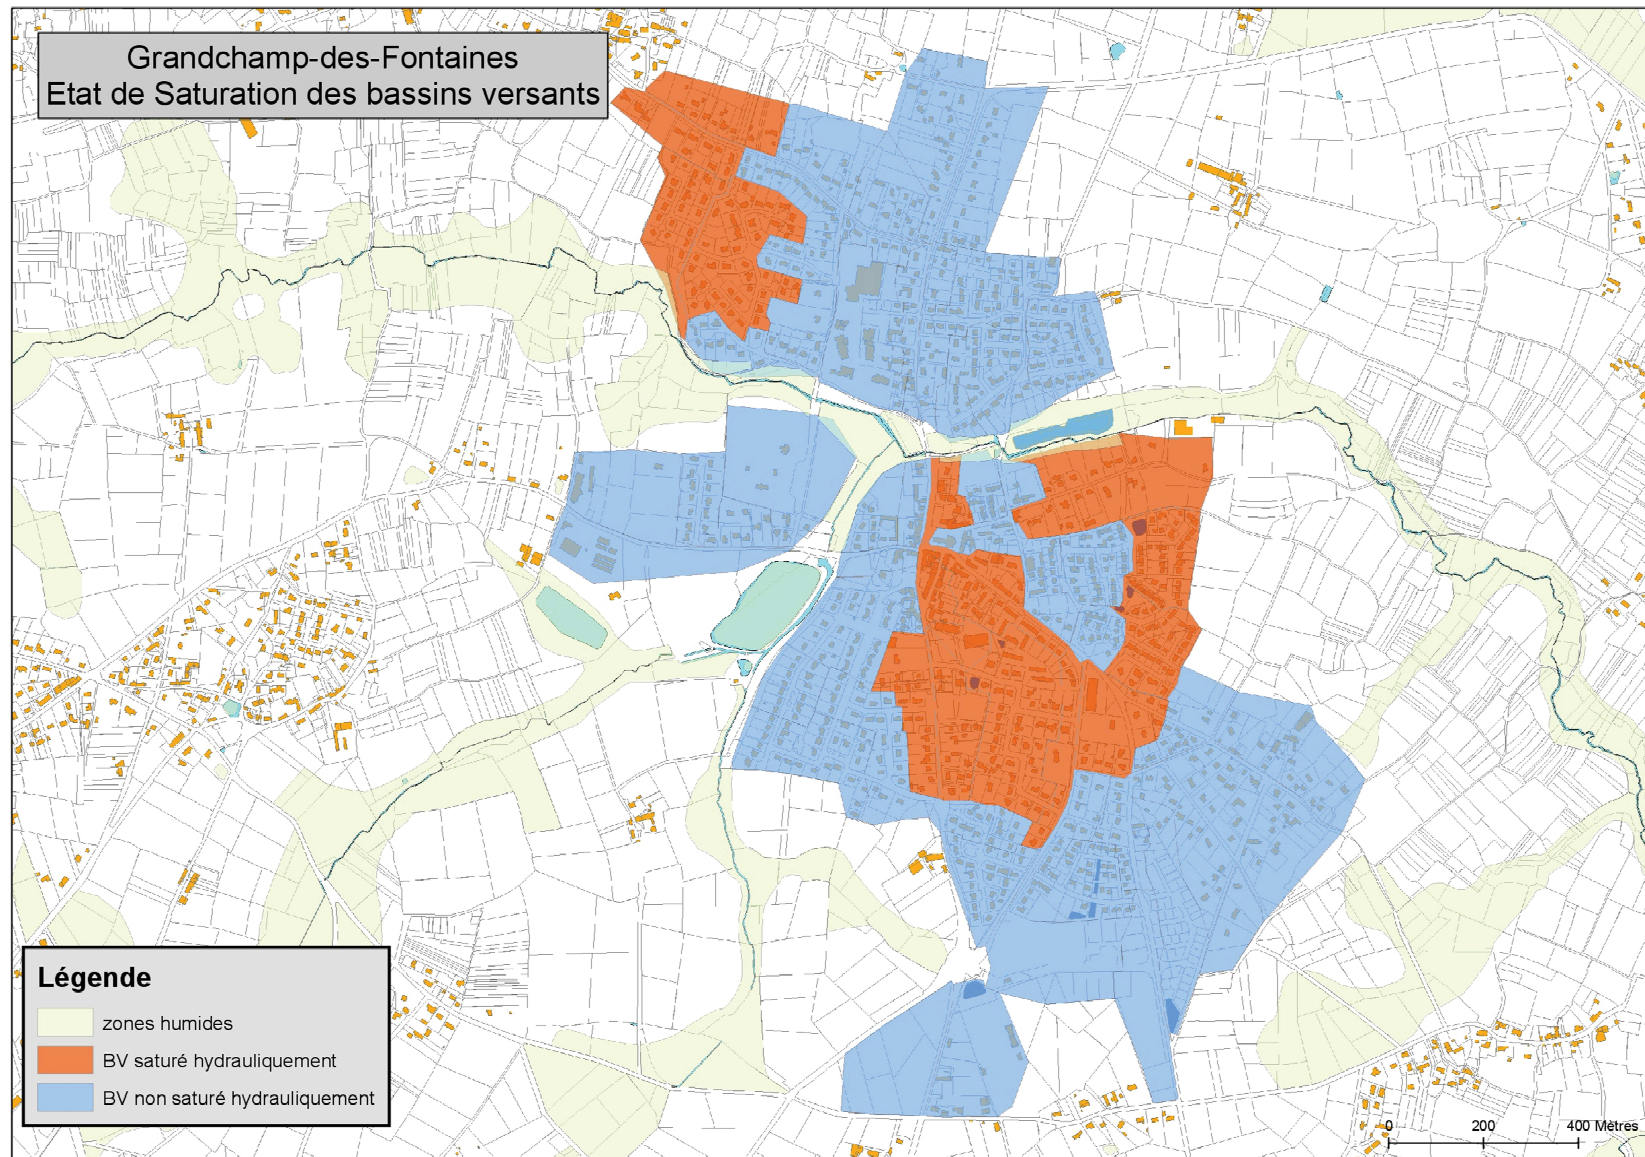 Grandchamp-des-Fontaines
Etat de Saturation des bassins versants
Légende
zones humides
BV saturé hydrauliquement
BV non saturé hydrauliquement
0 200 400 Mètres